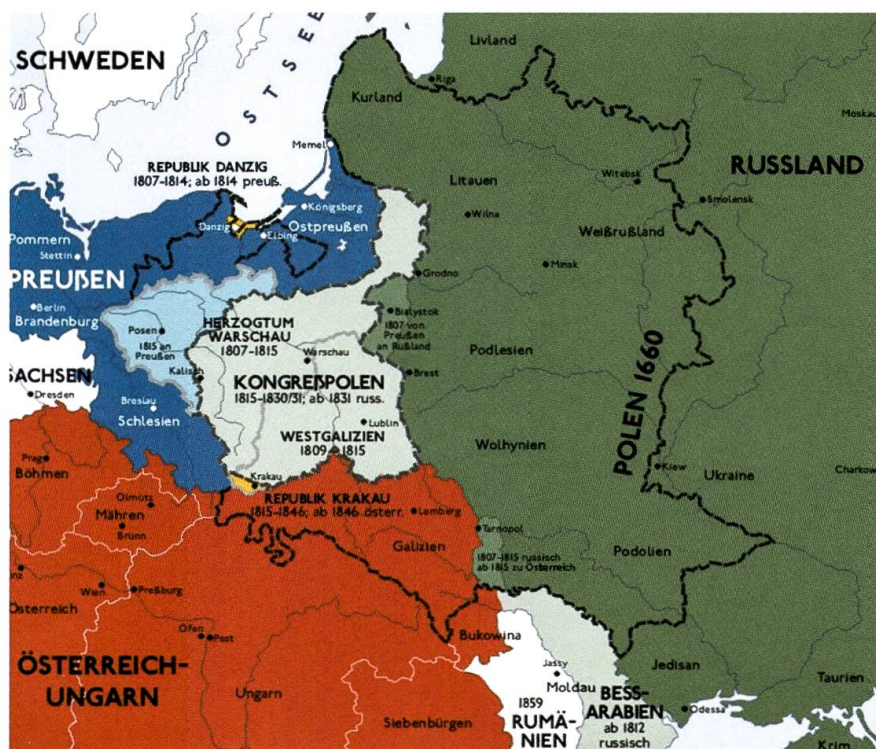 SCHWEDEN
OSTSEE
Livland
Riga
Kurland
Moskau
Memel
REPUBLIK DANZIG
1807-1814; ab 1814 preuß.
RUSSLAND
Litauen
Witebsk
Smolensk
Königsberg
Wilna
Danzig
Elbing
Ostpreußen
Weißrußland
Pommern
Stettin
Minsk
PREUßEN
Grodno
Berlin
Brandenburg
Posen
1815 an
Preußen
HERZOGTUM
WARSCHAU
1807-1815
Bialystok
1807 von
Preußen
an Rußland
Podlesien
Warschau
SACHSEN
Dresden
Kalisch
KONGREßPOLEN
1815-1830/31; ab 1831 russ.
Brest
POLEN 1660
Breslau
Schlesien
Lublin
WESTGALIZIEN
1809-1815
Wolhynien
Kiew
Ukraine
Charkow
Prag
Böhmen
Krakau
REPUBLIK KRAKAU
1815-1846; ab 1846 österr.
Olmütz
Mähren
Brünn
Lemberg
Galizien
Tarnopol
1807-1815 russisch
ab 1815 zu Österreich
Podolien
Wien
Preßburg
Österreich
Ofen
Pest
Bukowina
ÖSTERREICH-
UNGARN
Ungarn
Siebenbürgen
Jassy
Moldau
1859
RUMÄ-
NIEN
BESS-
ARABIEN
ab 1812
russisch
Jedisan
Odessa
Taurien
Krim